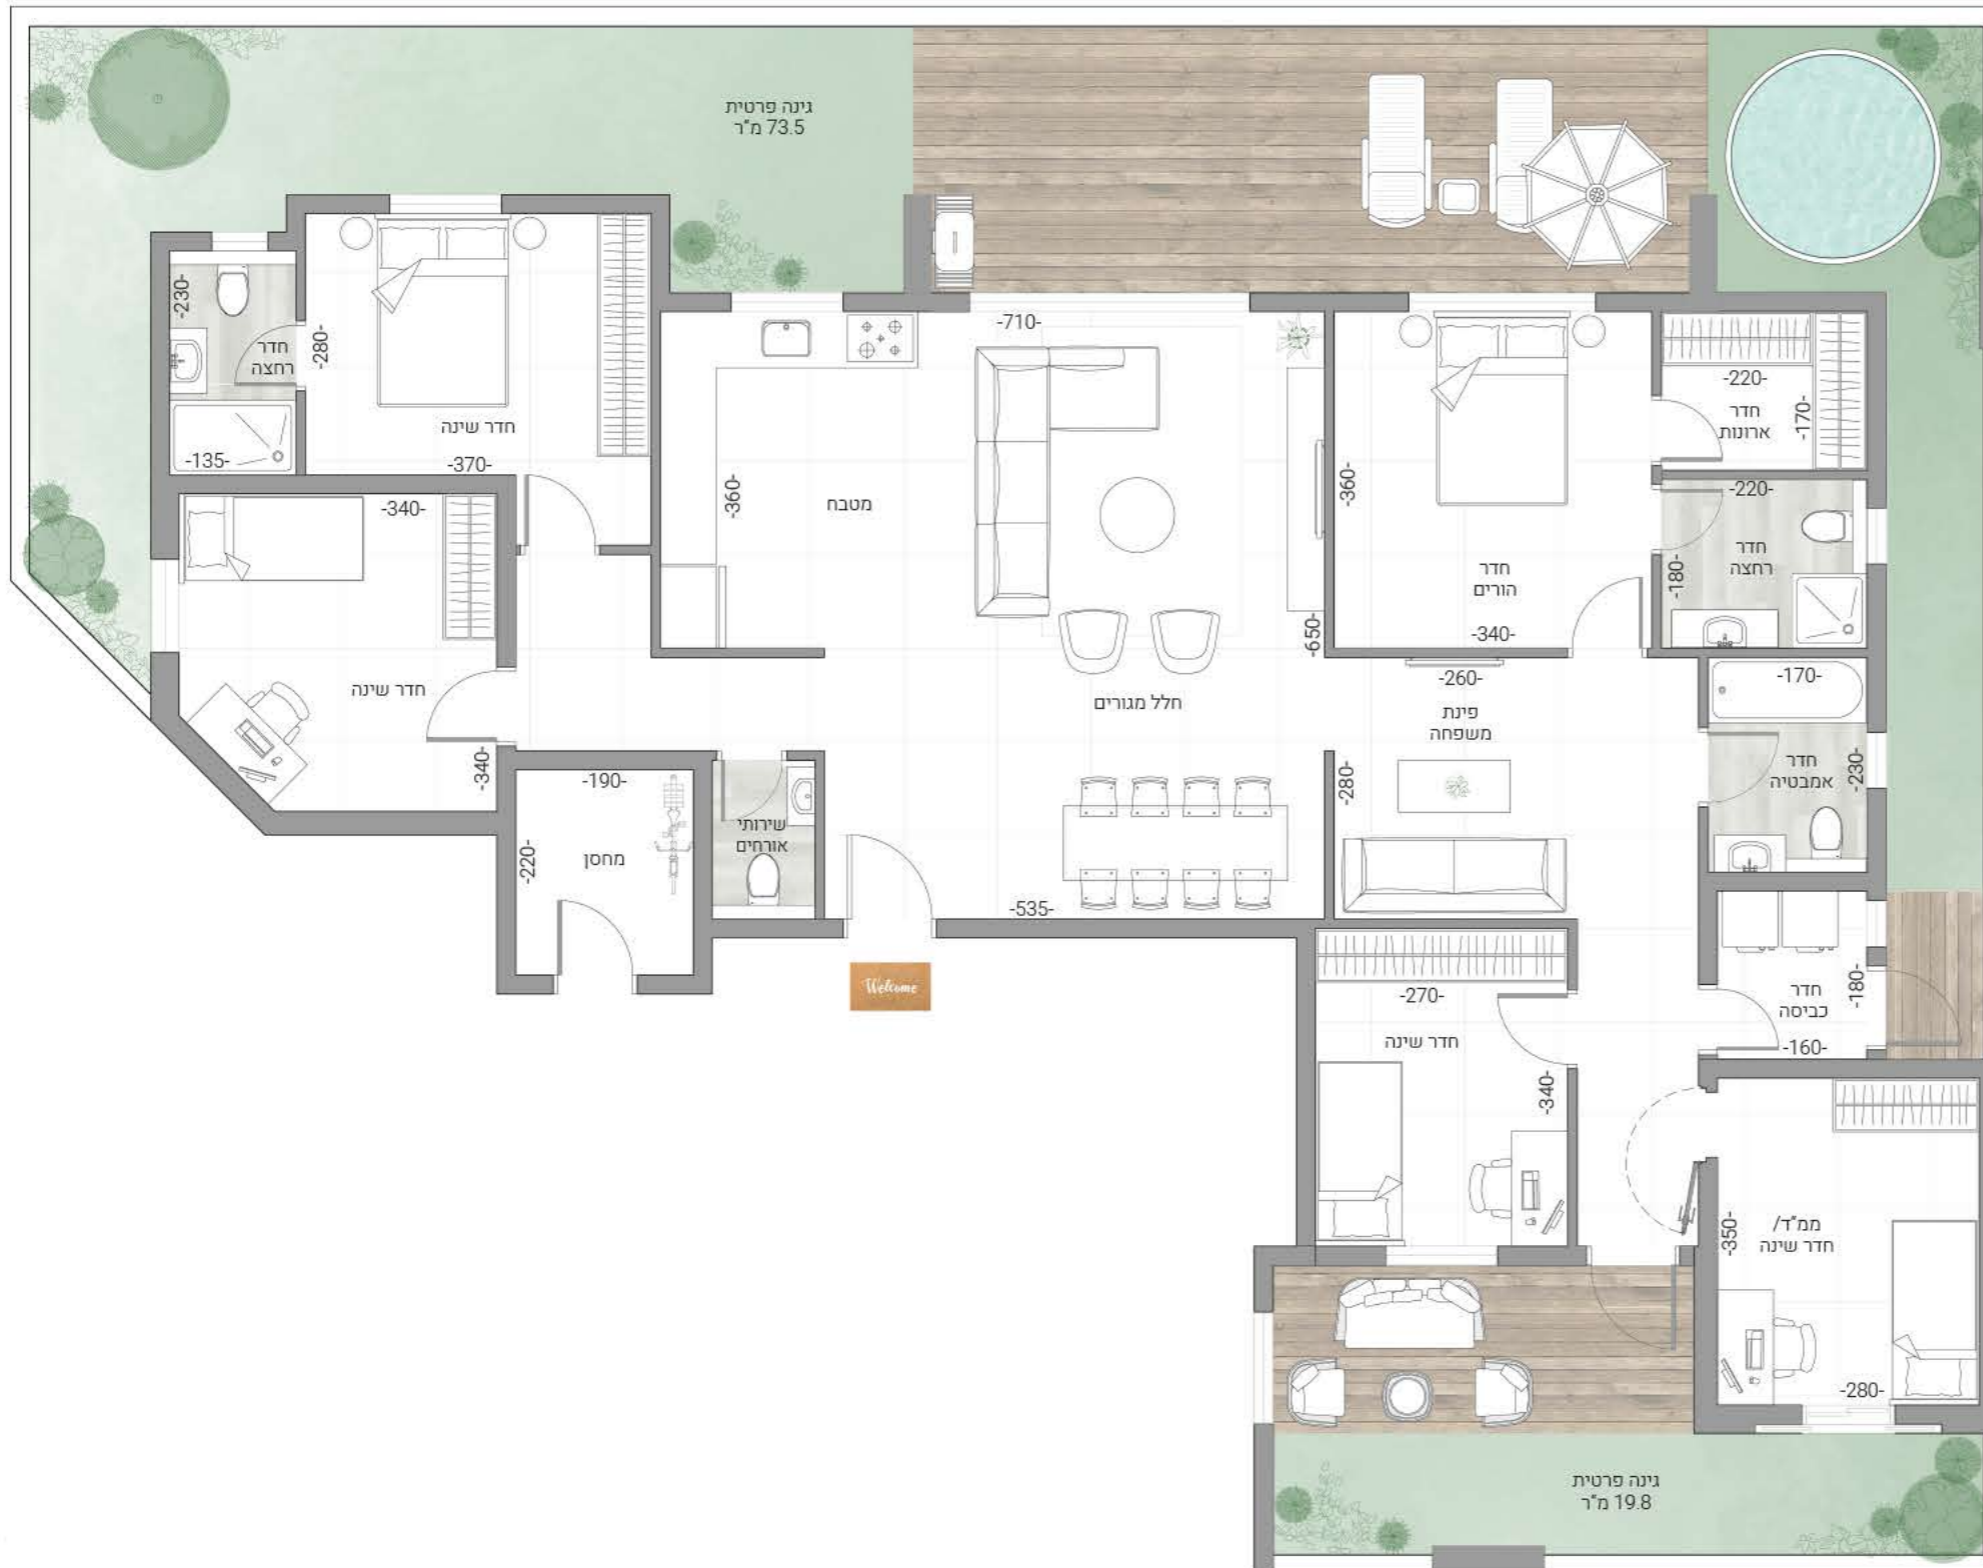 גינה פרטית
73.5 מ"ר
-230-
חדר
רחצה
-135-
-280-
חדר שינה
-370-
-710-
-360-
מטבח
-650-
חלל מגורים
-535-
-360-
חדר
הורים
-340-
-220-
חדר
ארונות
-170-
-220-
חדר
רחצה
-180-
-340-
חדר שינה
-340-
-190-
-220-
מחסן
שירותי
אורחים
-260-
פינת
משפחה
-280-
-170-
חדר
אמבטיה
-230-
Welcome
-270-
חדר שינה
-340-
חדר
כביסה
-180-
-160-
ממ"ד/
חדר שינה
-350-
-280-
גינה פרטית
19.8 מ"ר